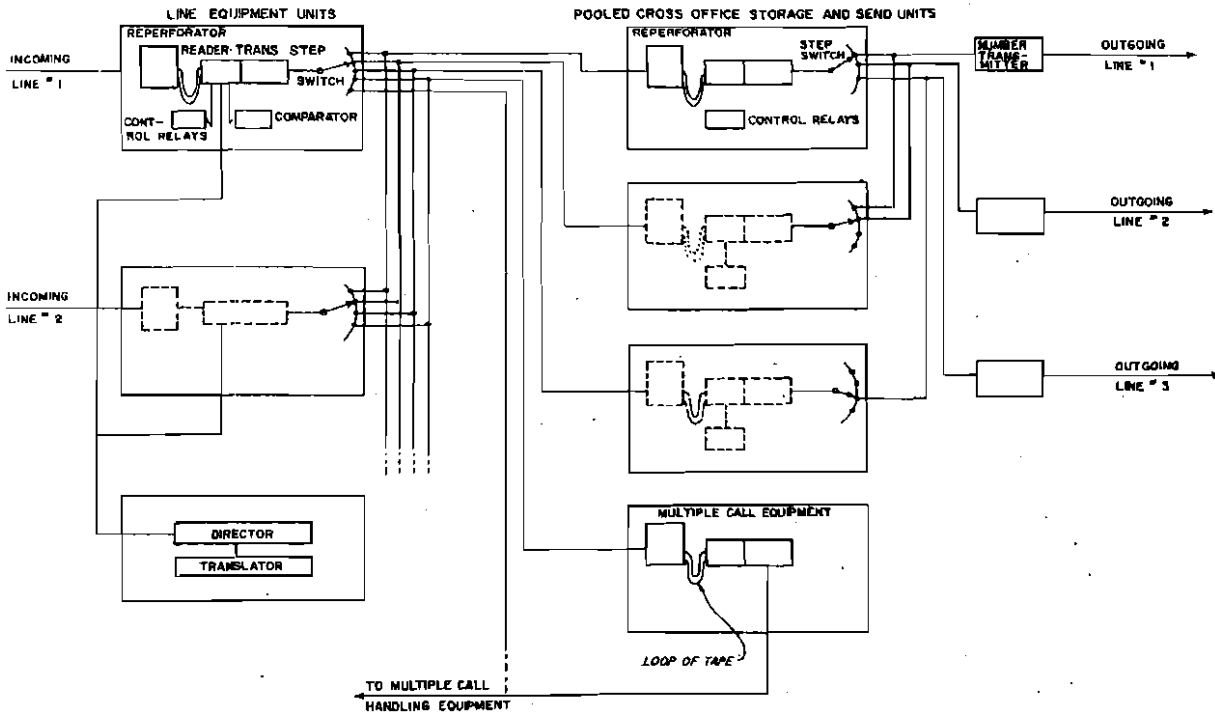 LINE EQUIPMENT UNITS
POOLED CROSS OFFICE STORAGE AND SEND UNITS
REPERFORATOR
READER-TRANS STEP
SWITCH
CONT-
ROL RELAYS
COMPARATOR
INCOMING
LINE #1
REPERFORATOR
STEP
SWITCH
CONTROL RELAYS
NUMBER
TRANS-
MITTER
OUTGOING
LINE #1
OUTGOING
LINE #2
INCOMING
LINE #2
OUTGOING
LINE #3
DIRECTOR
TRANSLATOR
MULTIPLE CALL EQUIPMENT
LOOP OF TAPE
TO MULTIPLE CALL
HANDLING EQUIPMENT